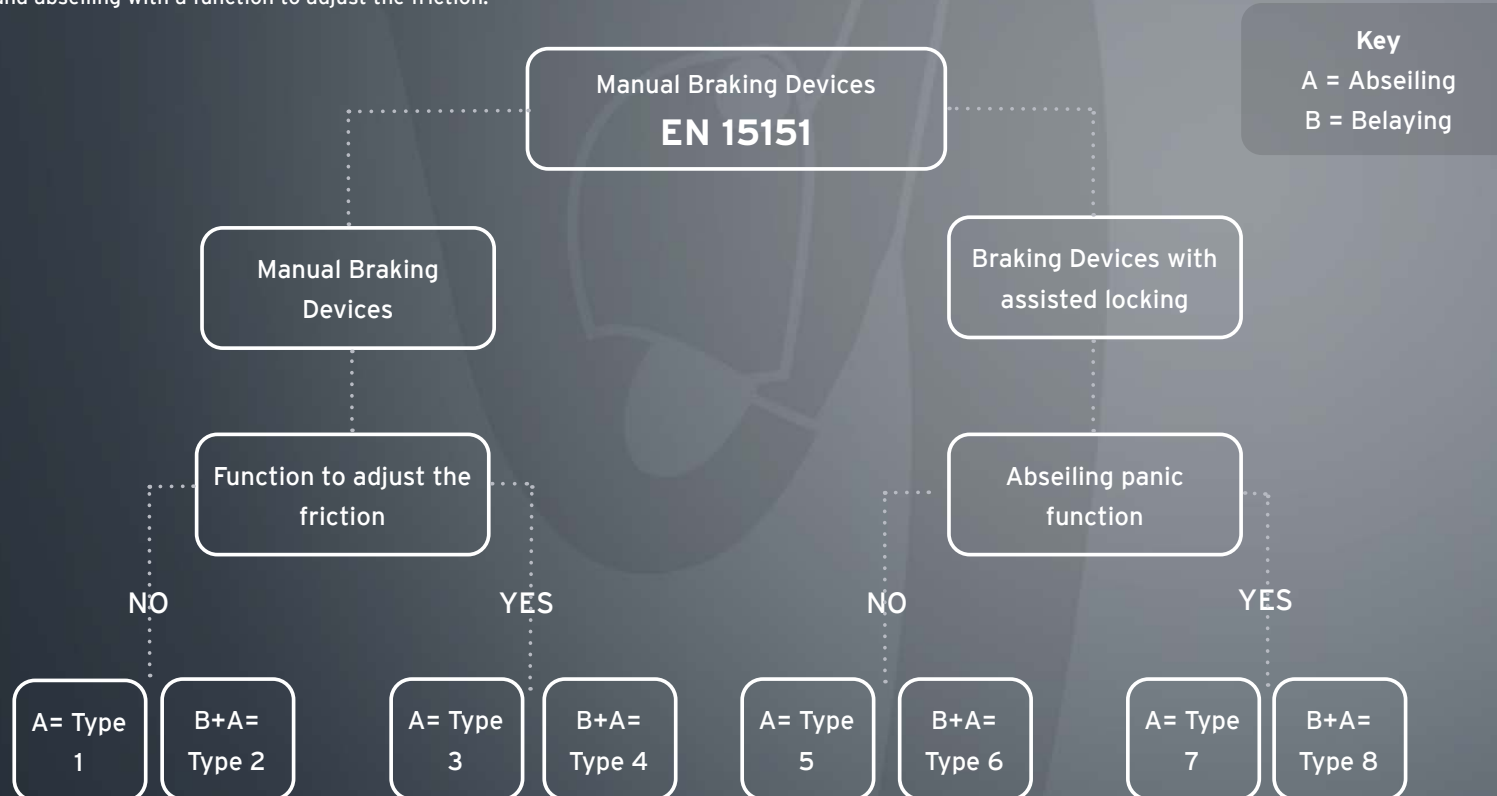 and abseiling with a function to adjust the friction.
Key
A = Abseiling
B = Belaying
Manual Braking Devices
EN 15151
Manual Braking
Devices
Braking Devices with
assisted locking
Function to adjust the
friction
Abseiling panic
function
NO
YES
NO
YES
A= Type
1
B+A=
Type 2
A= Type
3
B+A=
Type 4
A= Type
5
B+A=
Type 6
A= Type
7
B+A=
Type 8